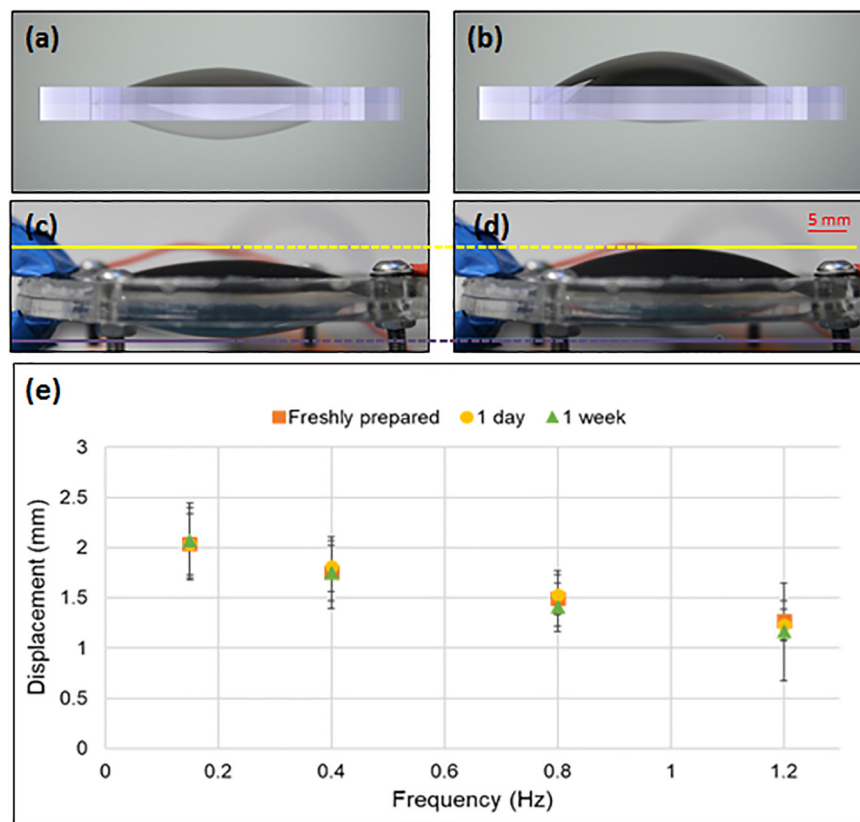 (a)
(b)
(c)
(d)
5 mm
(e)
Freshly prepared
1 day
1 week
3
2.5
2
1.5
1
0.5
0
0
0.2
0.4
0.6
0.8
1
1.2
Displacement (mm)
Frequency (Hz)